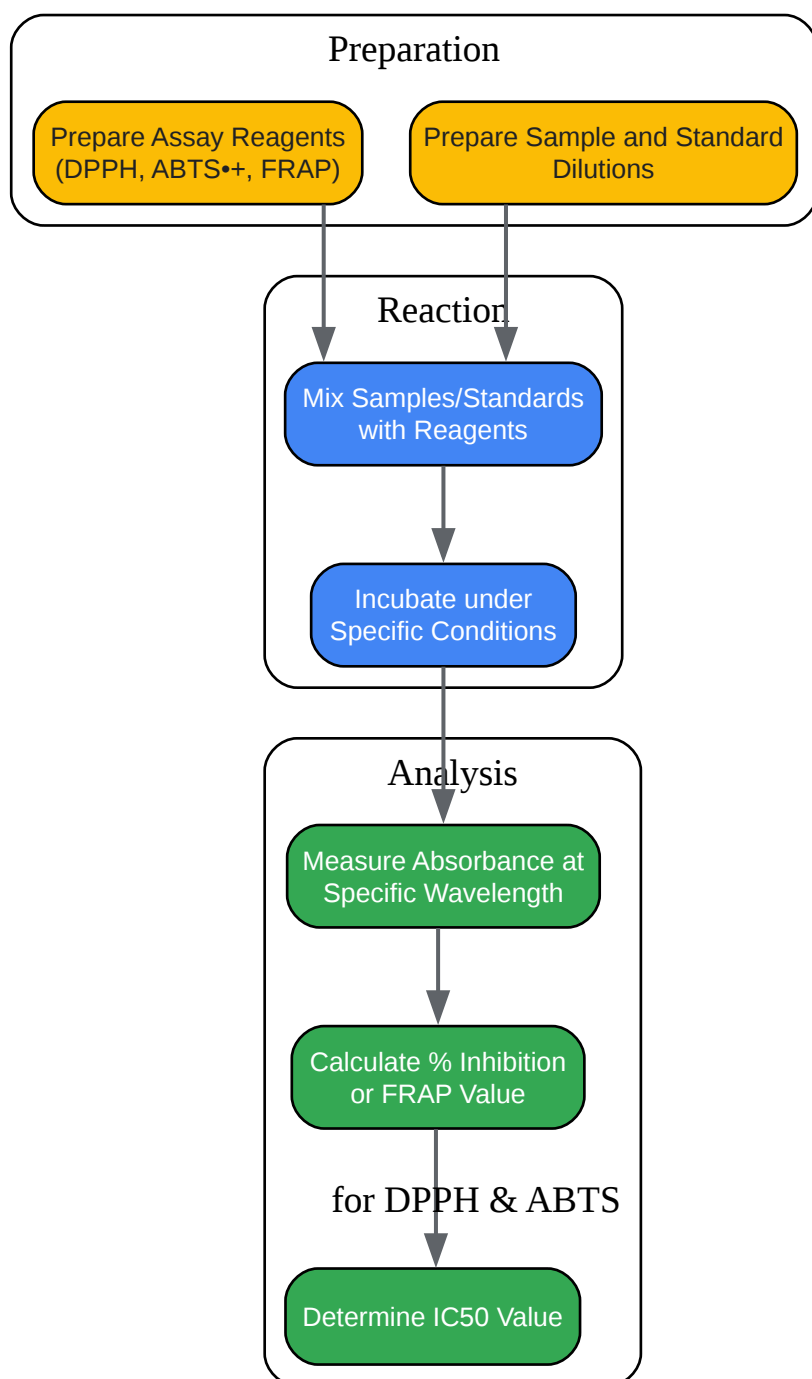 Preparation
Prepare Assay Reagents
(DPPH, ABTS•+, FRAP)
Prepare Sample and Standard
Dilutions
Reaction
Mix Samples/Standards
with Reagents
Incubate under
Specific Conditions
Analysis
Measure Absorbance at
Specific Wavelength
Calculate % Inhibition
or FRAP Value
for DPPH & ABTS
Determine IC50 Value